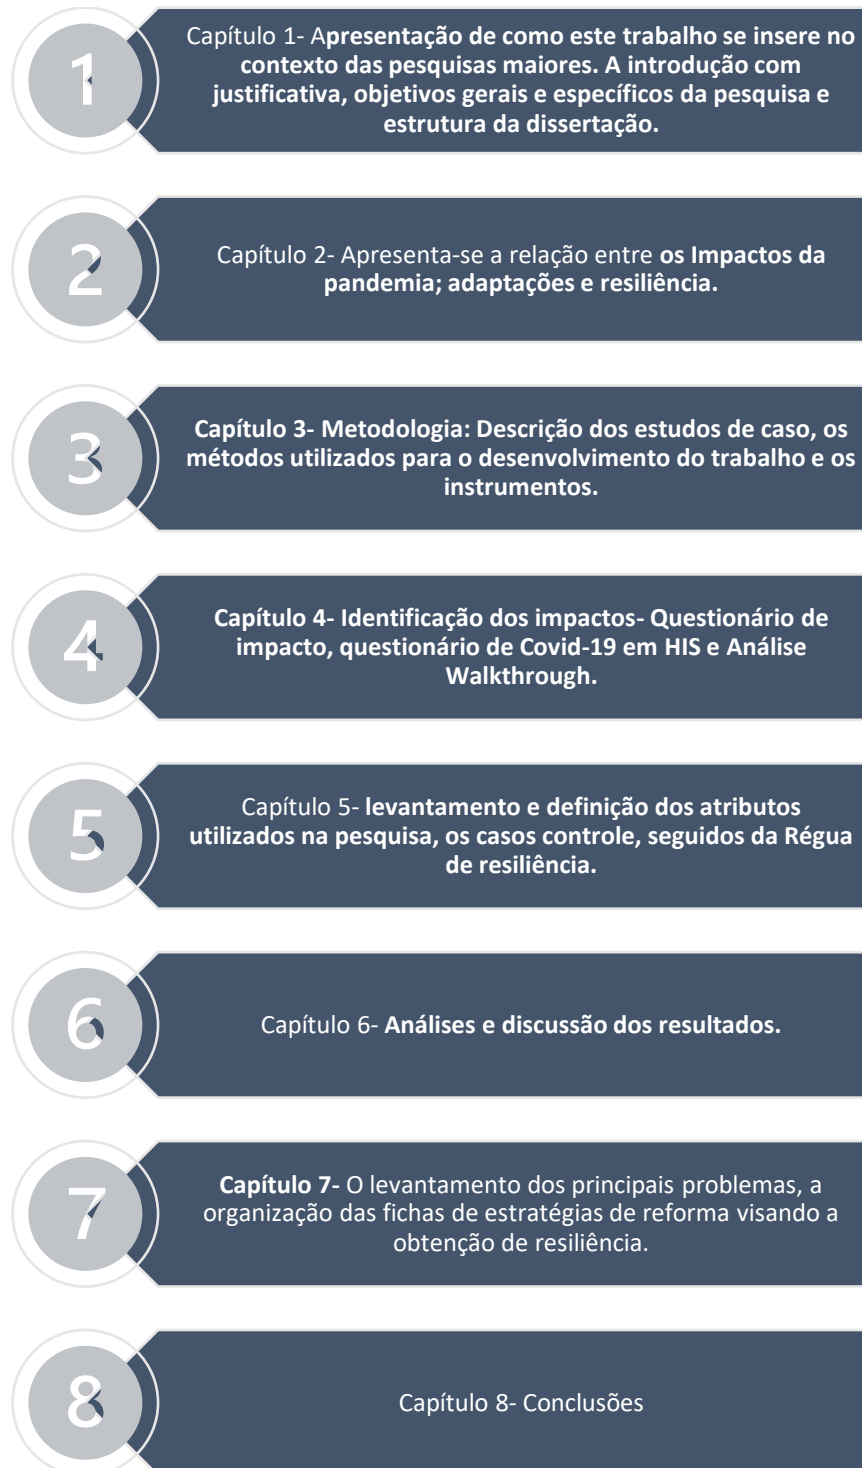 1
Capítulo 1- Apresentação de como este trabalho se insere no
contexto das pesquisas maiores. A introdução com
justificativa, objetivos gerais e específicos da pesquisa e
estrutura da dissertação.
2
Capítulo 2- Apresenta-se a relação entre os Impactos da
pandemia; adaptações e resiliência.
3
Capítulo 3- Metodologia: Descrição dos estudos de caso, os
métodos utilizados para o desenvolvimento do trabalho e os
instrumentos.
4
Capítulo 4- Identificação dos impactos- Questionário de
impacto, questionário de Covid-19 em HIS e Análise
Walkthrough.
5
Capítulo 5- levantamento e definição dos atributos
utilizados na pesquisa, os casos controle, seguidos da Régua
de resiliência.
6
Capítulo 6- Análises e discussão dos resultados.
7
Capítulo 7- O levantamento dos principais problemas, a
organização das fichas de estratégias de reforma visando a
obtenção de resiliência.
8
Capítulo 8- Conclusões